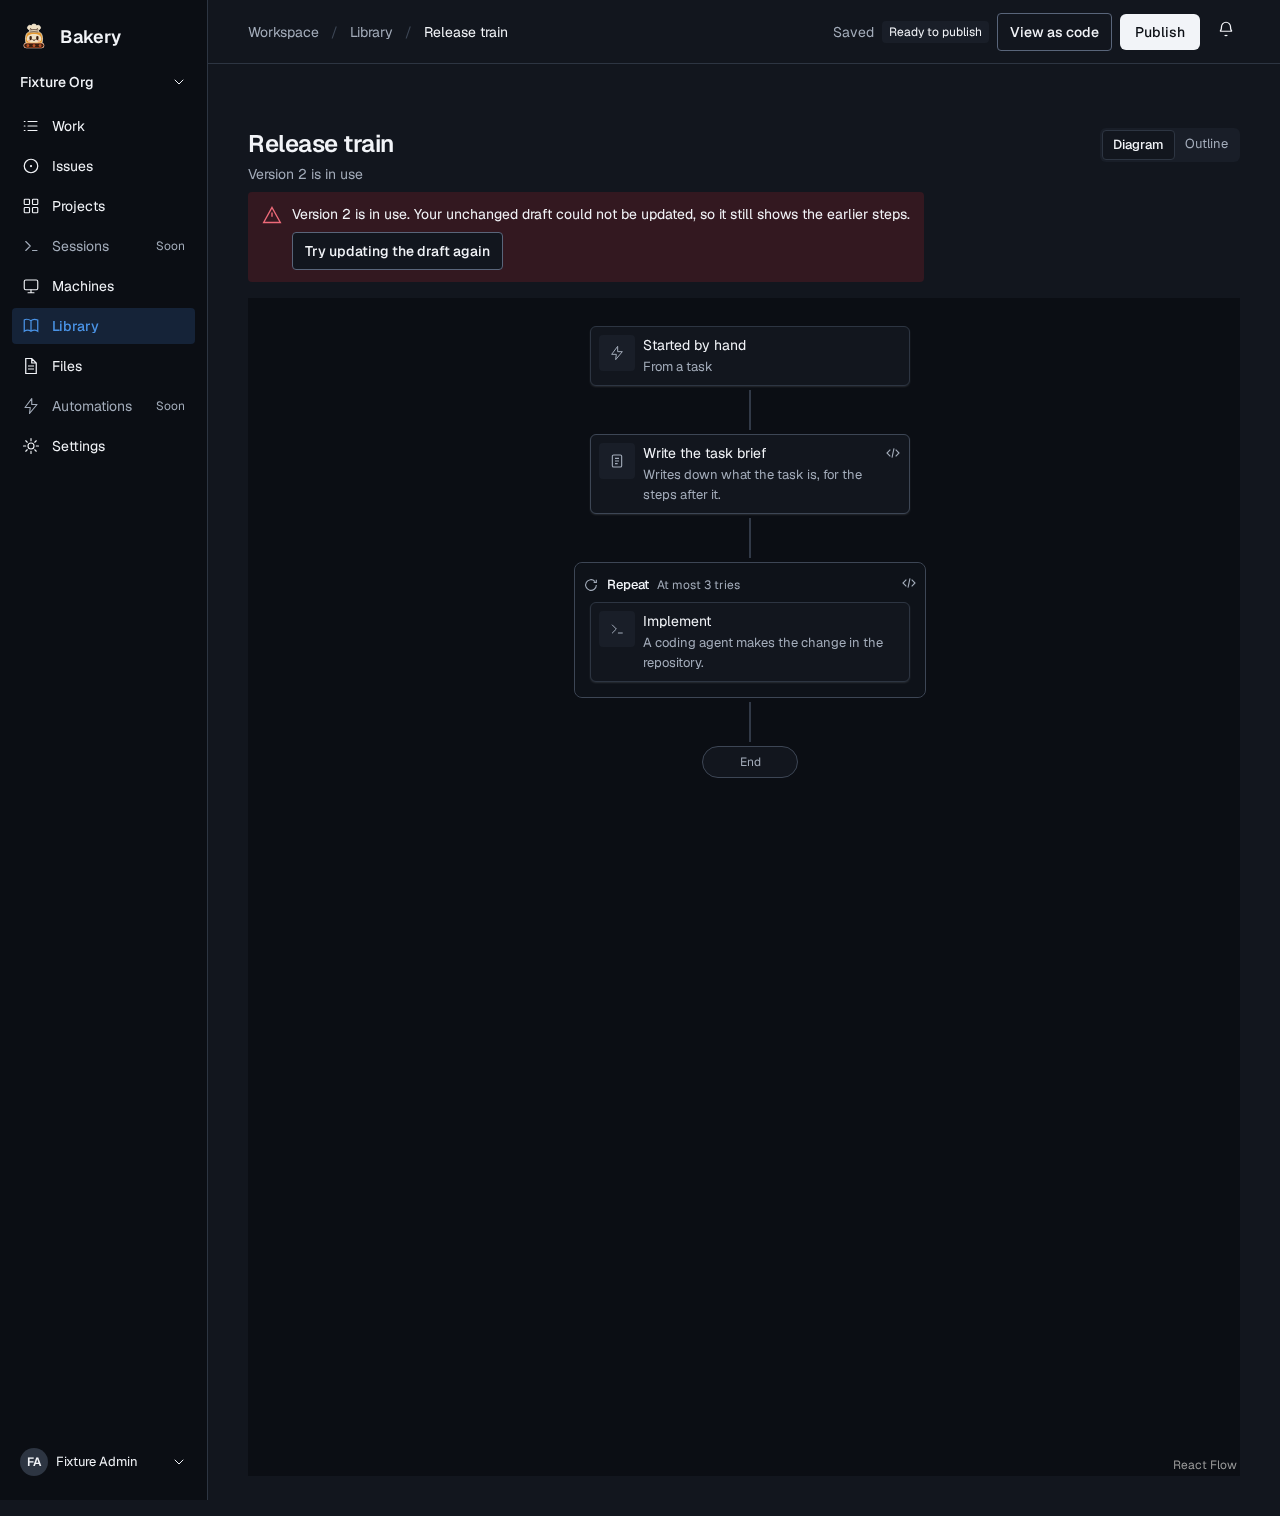 Bakery
Fixture Org
Work
Issues
Projects
Sessions Soon
Machines
Library
Files
Automations Soon
Settings
FA Fixture Admin
Workspace / Library / Release train
Saved Ready to publish View as code Publish
Release train
Version 2 is in use
Diagram Outline
Version 2 is in use. Your unchanged draft could not be updated, so it still shows the earlier steps.
Try updating the draft again
Started by hand
From a task
Write the task brief
Writes down what the task is, for the
steps after it.
Repeat At most 3 tries
Implement
A coding agent makes the change in the
repository.
End
React Flow